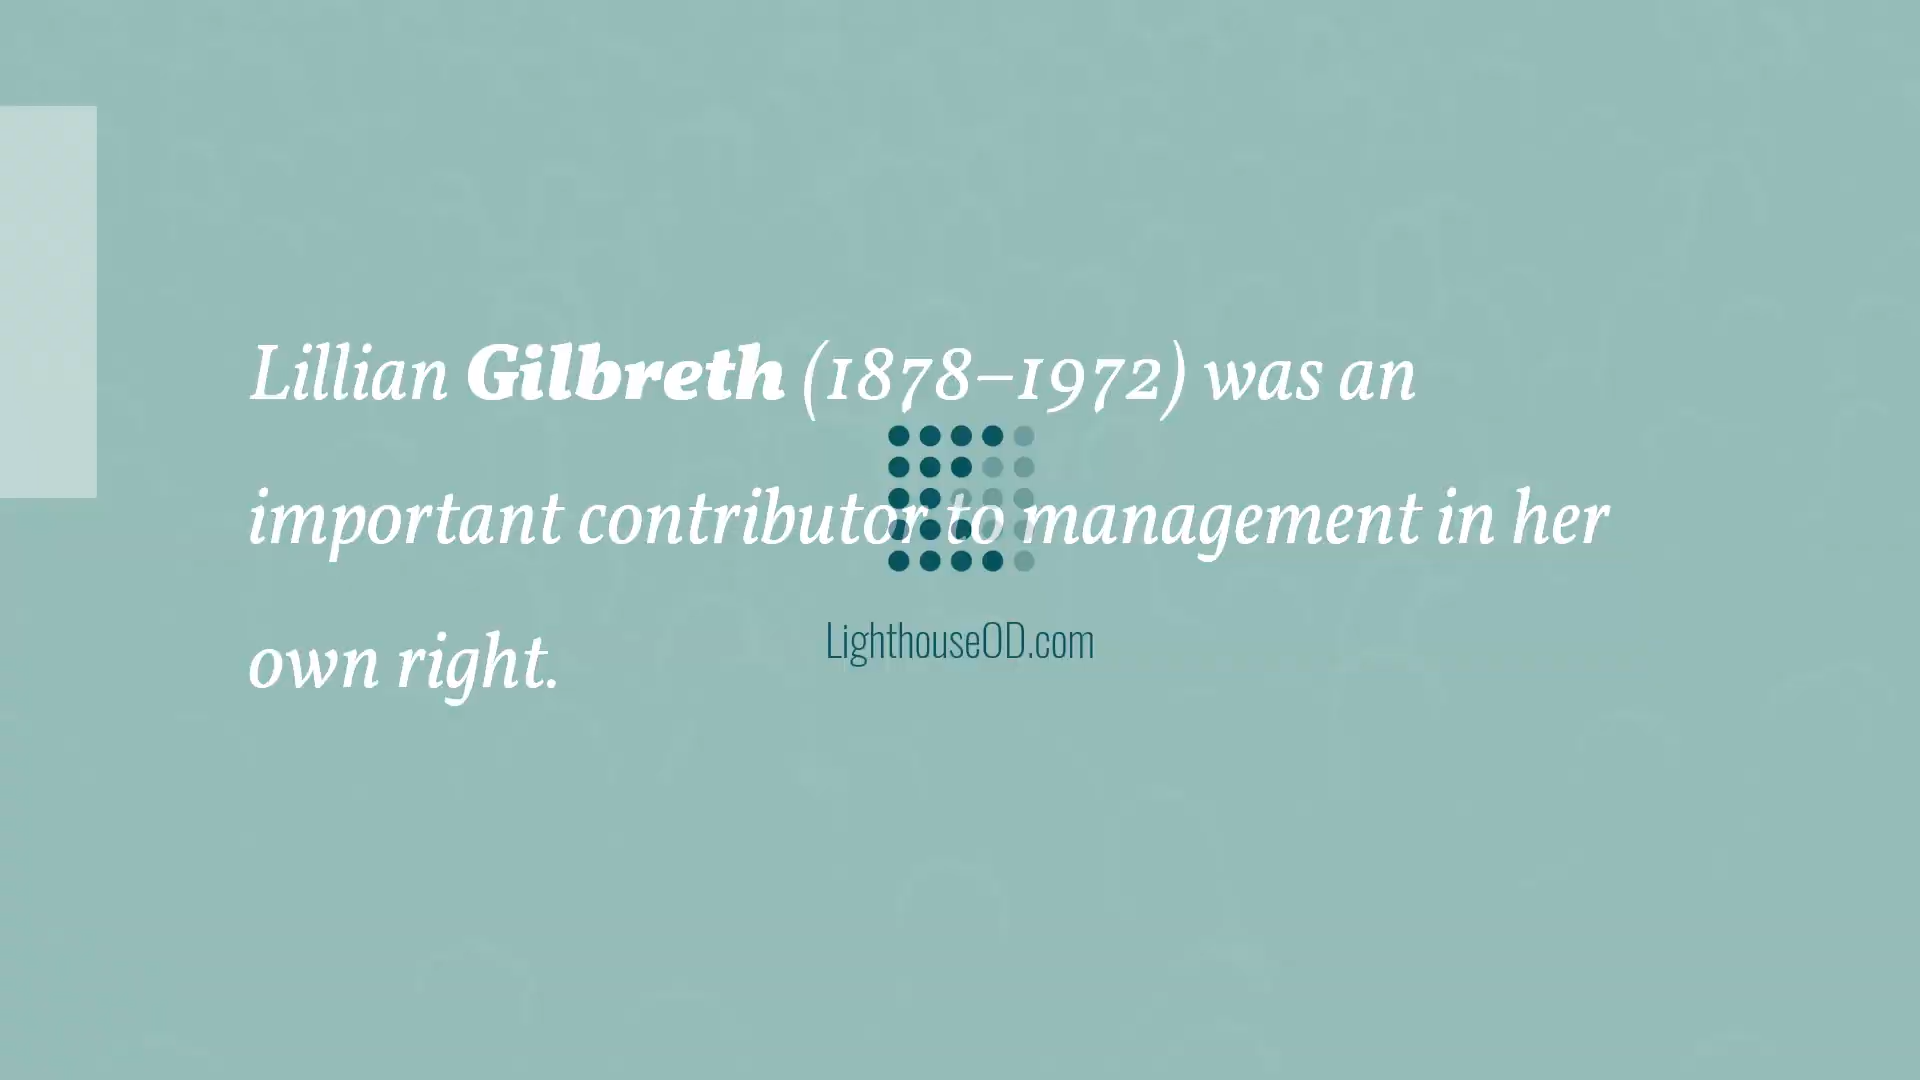 Lillian Gilbreth (1878–1972) was an
important contributor to management in her
own right.
LighthouseOD.com